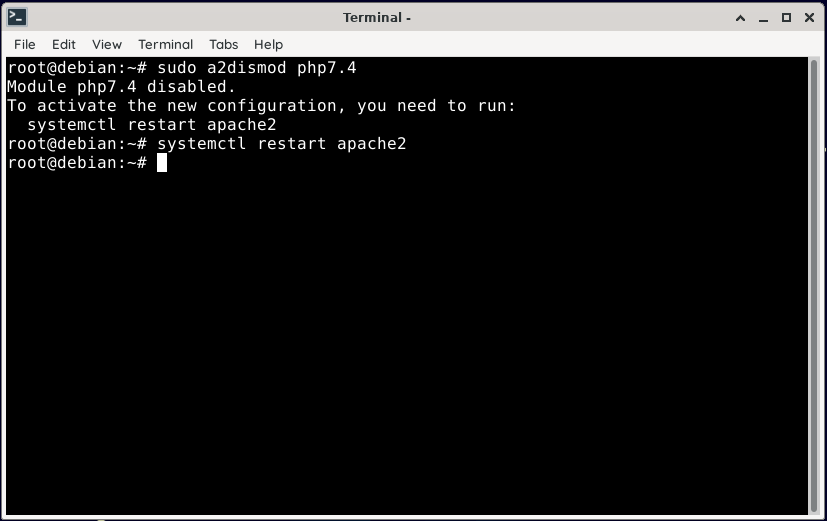 Terminal -
File Edit View Terminal Tabs Help
root@debian:~# sudo a2dismod php7.4
Module php7.4 disabled.
To activate the new configuration, you need to run:
  systemctl restart apache2
root@debian:~# systemctl restart apache2
root@debian:~#